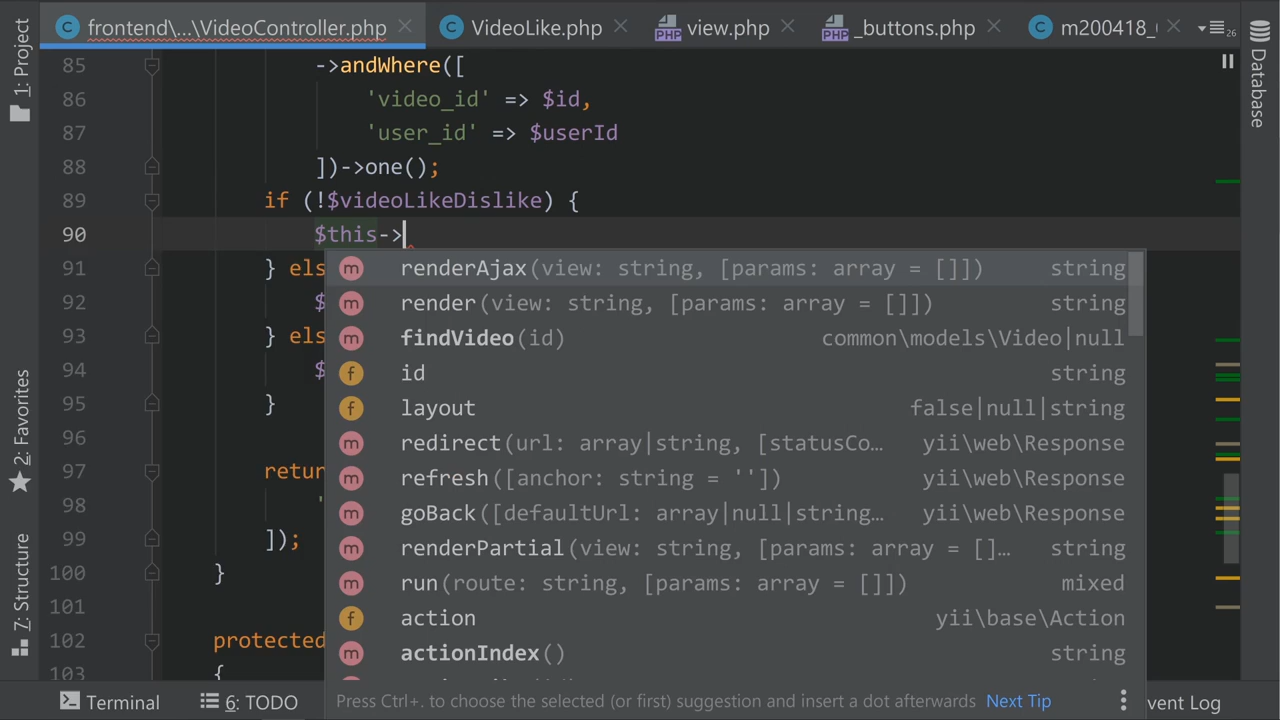 frontend\...\VideoController.php
VideoLike.php
view.php
_buttons.php
m200418_
26
1: Project
2: Favorites
7: Structure
Database
85 ->andWhere([
86 'video_id' => $id,
87 'user_id' => $userId
88 ])->one();
89 if (!$videoLikeDislike) {
90 $this->
91 } els
92 $
93 } els
94 $
95 }
96
97 return
98 '
99 ]);
100 }
101
102 protected
103 {
m renderAjax(view: string, [params: array = []]) string
m render(view: string, [params: array = []]) string
m findVideo(id) common\models\Video|null
f id string
f layout false|null|string
m redirect(url: array|string, [statusCo... yii\web\Response
m refresh([anchor: string = '']) yii\web\Response
m goBack([defaultUrl: array|null|string... yii\web\Response
m renderPartial(view: string, [params: array = []... string
m run(route: string, [params: array = []]) mixed
f action yii\base\Action
m actionIndex() string
Press Ctrl+. to choose the selected (or first) suggestion and insert a dot afterwards Next Tip
Terminal
6: TODO
vent Log